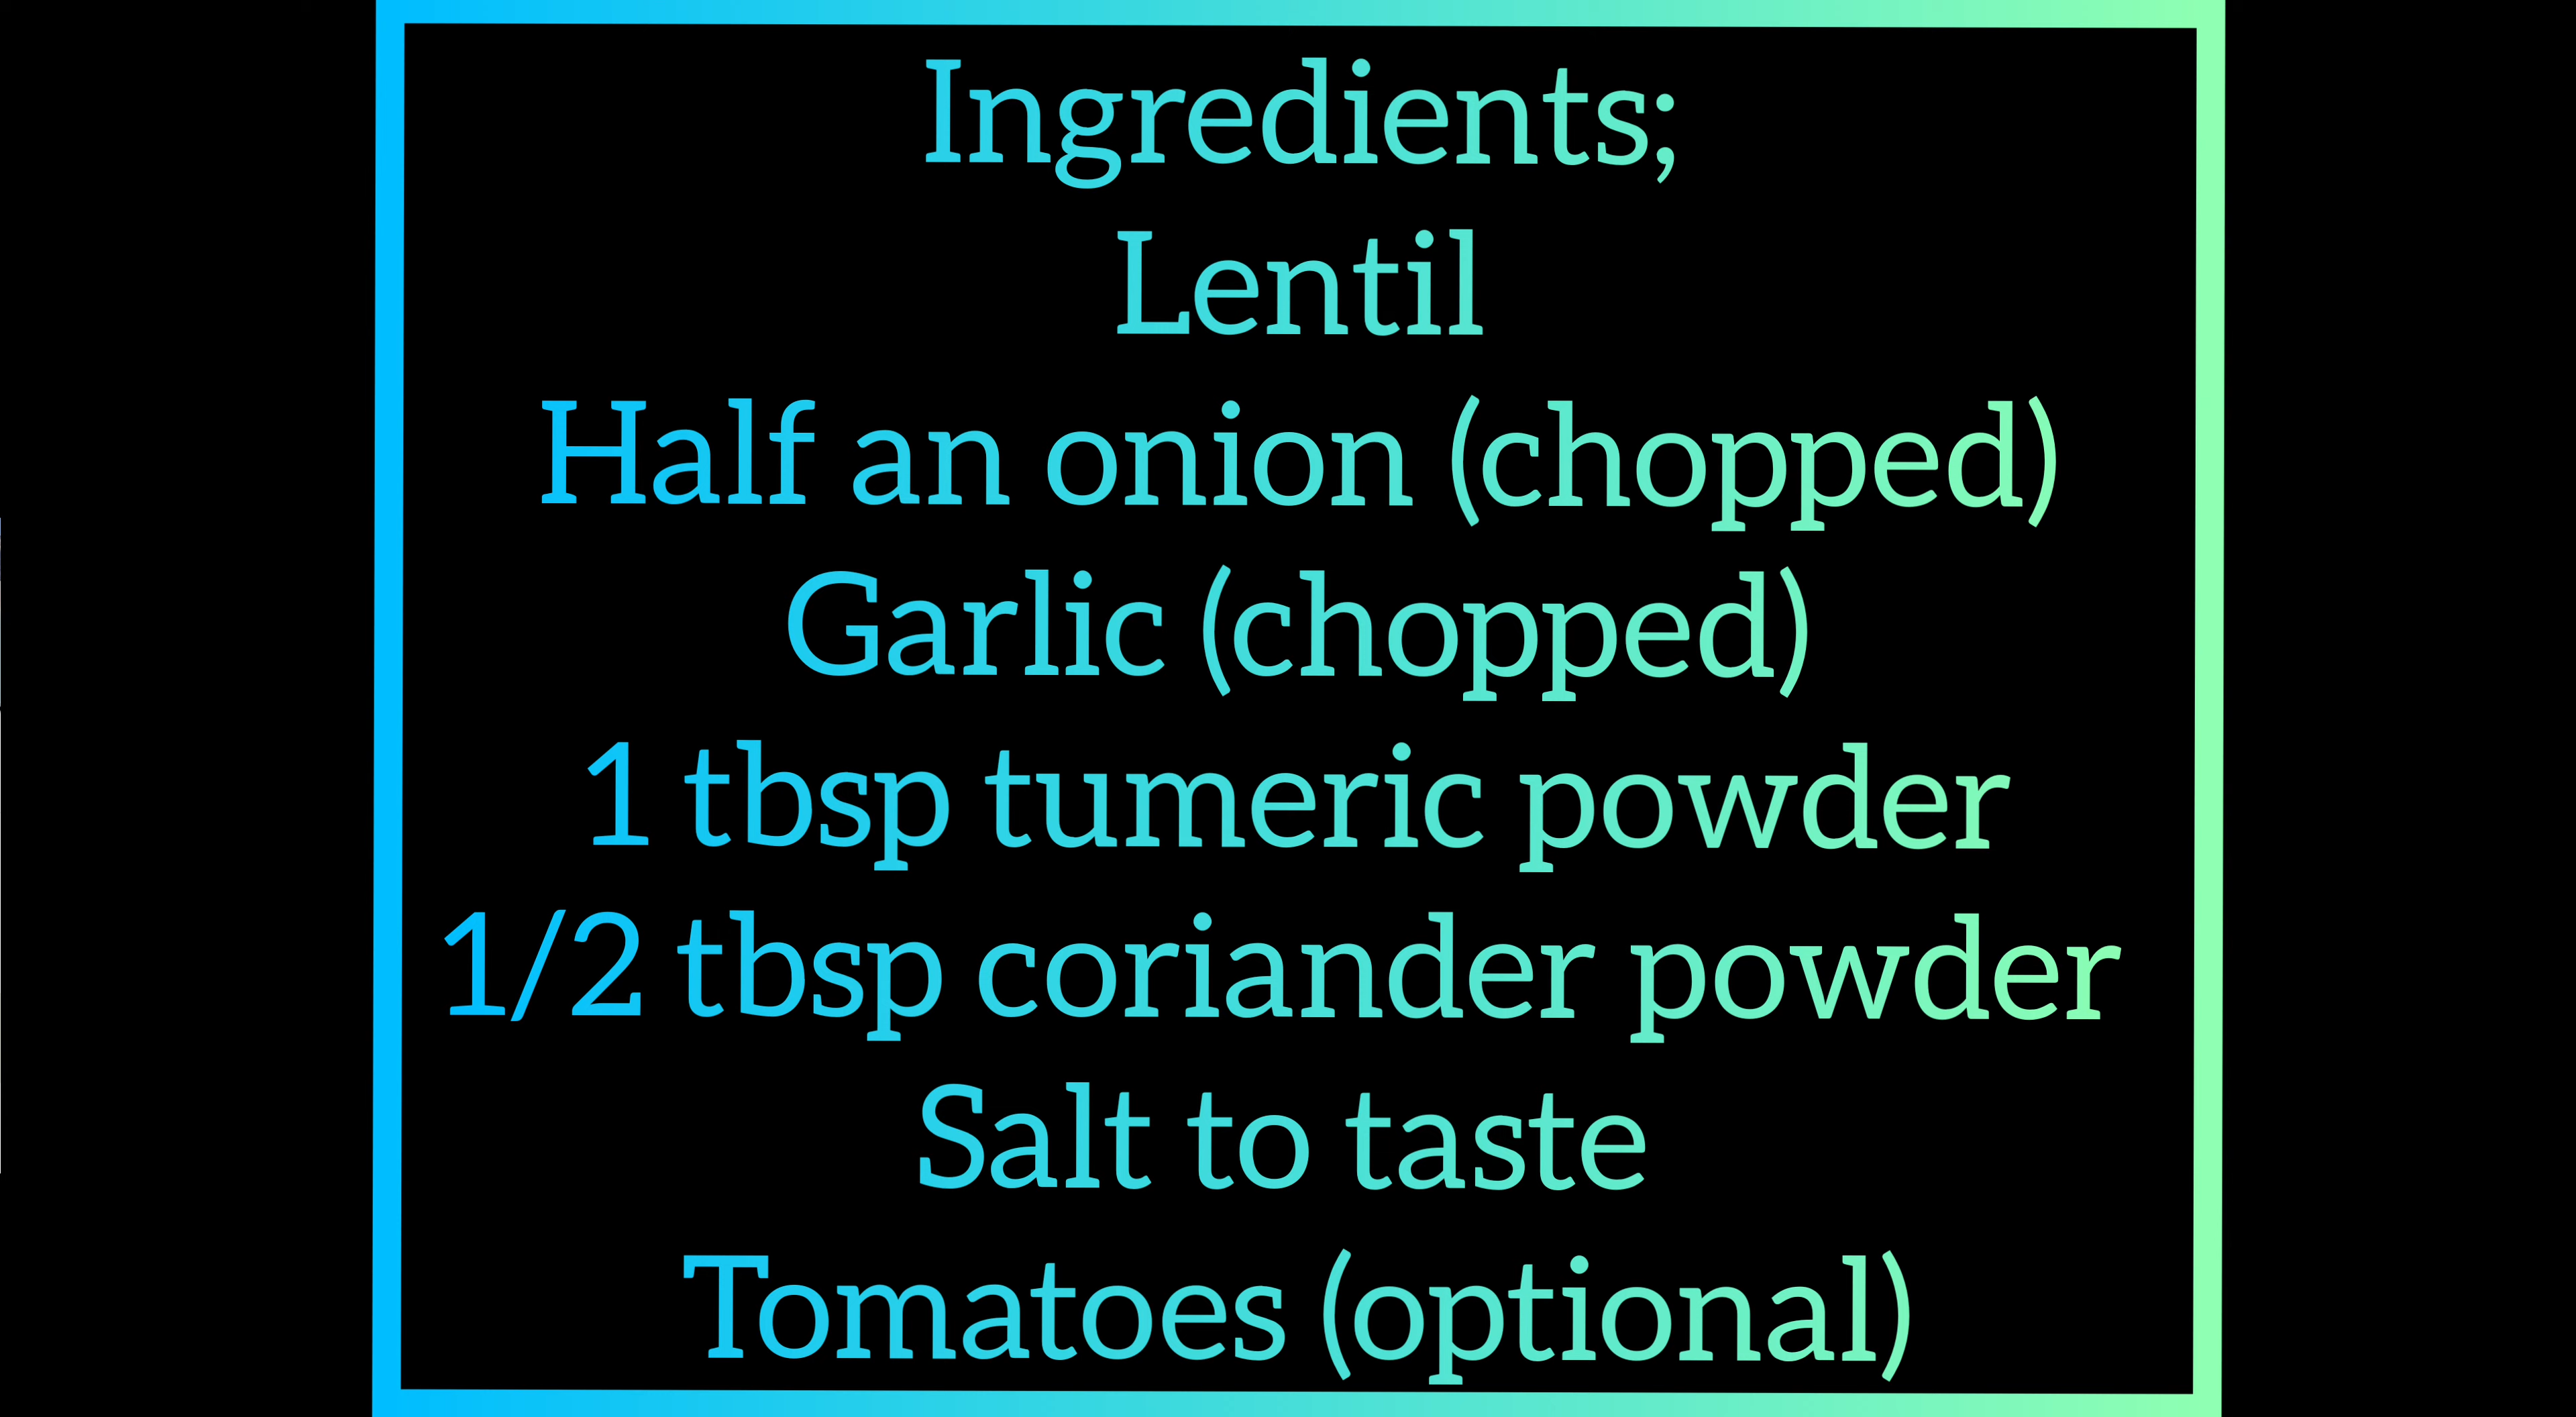 Ingredients;
Lentil
Half an onion (chopped)
Garlic (chopped)
1 tbsp tumeric powder
1/2 tbsp coriander powder
Salt to taste
Tomatoes (optional)